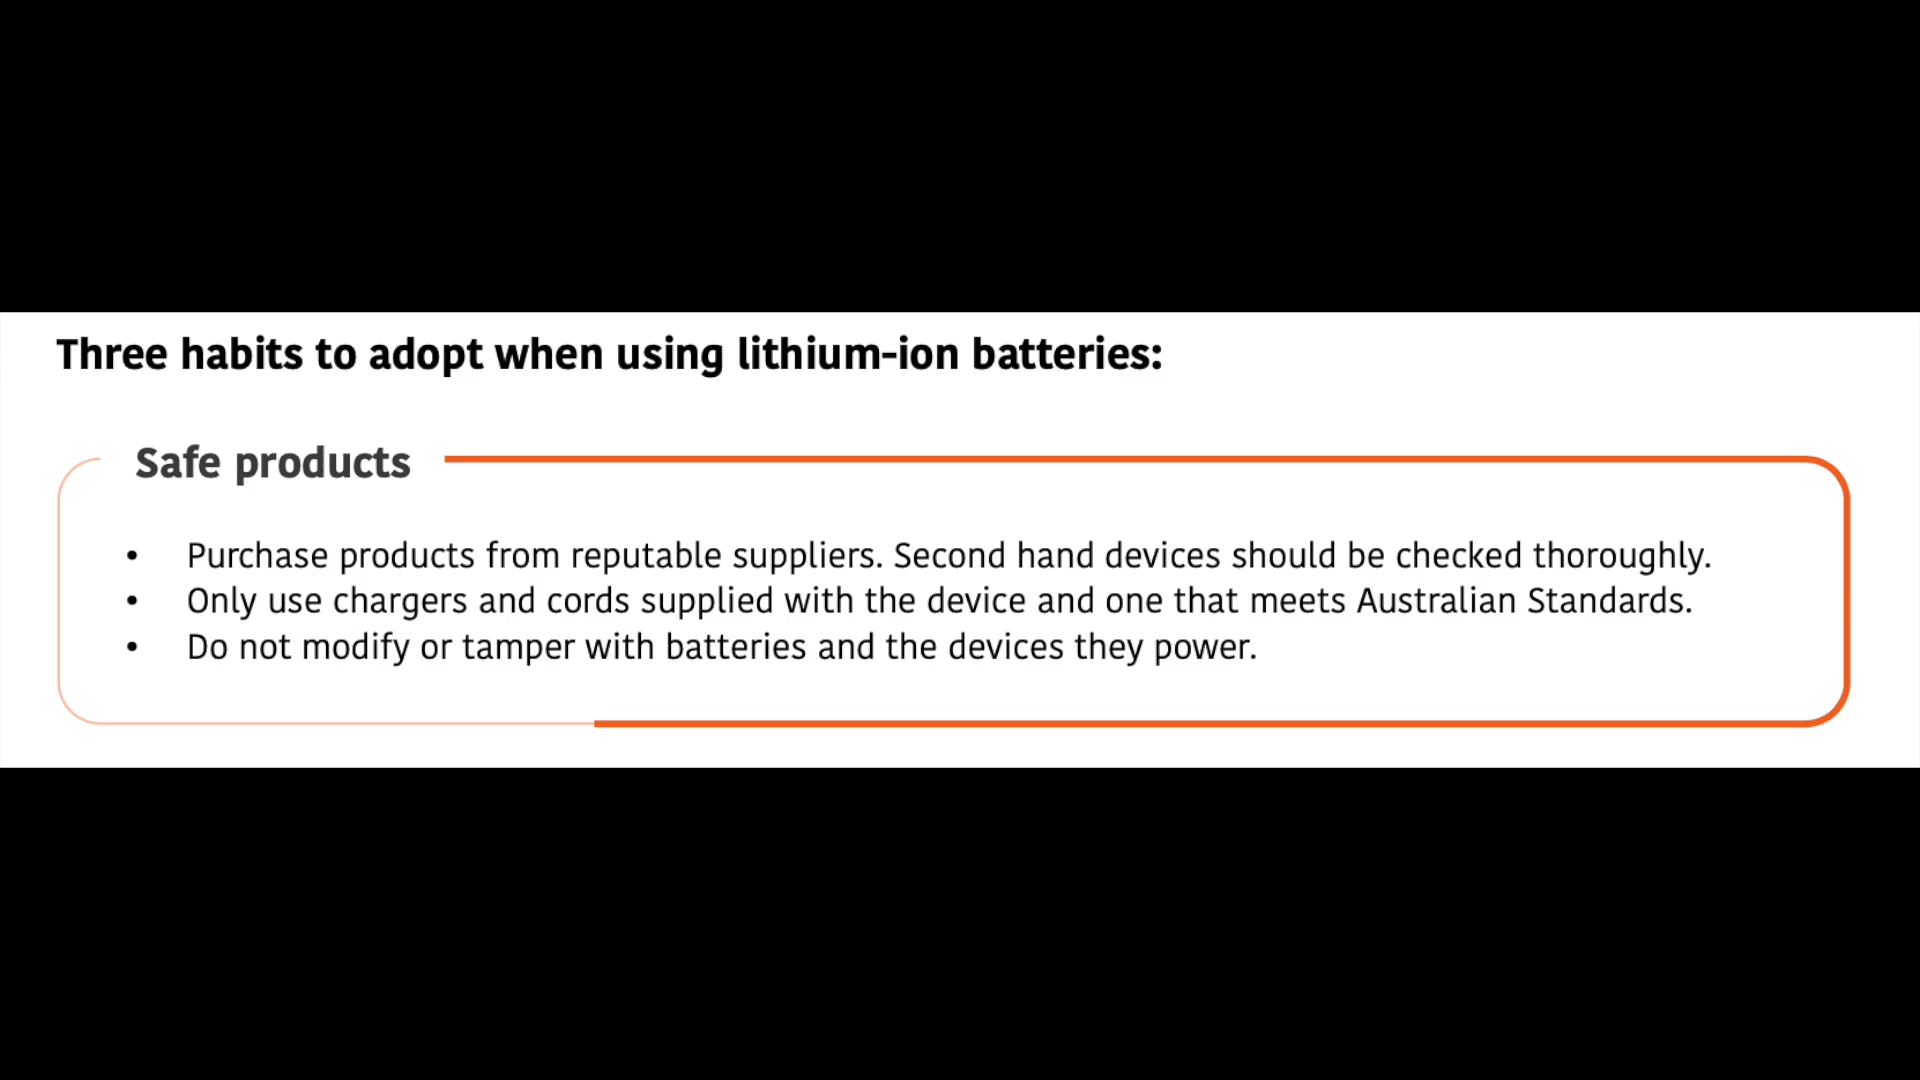 Three habits to adopt when using lithium-ion batteries:
Safe products
• Purchase products from reputable suppliers. Second hand devices should be checked thoroughly.
• Only use chargers and cords supplied with the device and one that meets Australian Standards.
• Do not modify or tamper with batteries and the devices they power.